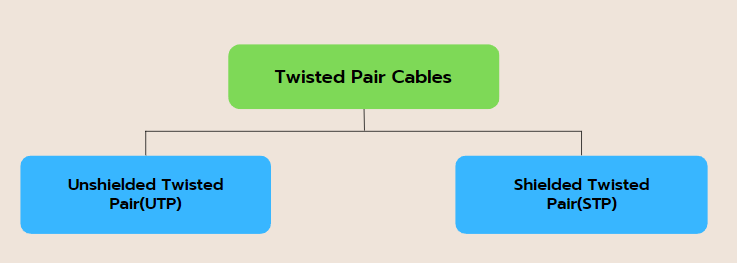 Twisted Pair Cables
Unshielded Twisted
Pair(UTP)
Shielded Twisted
Pair(STP)